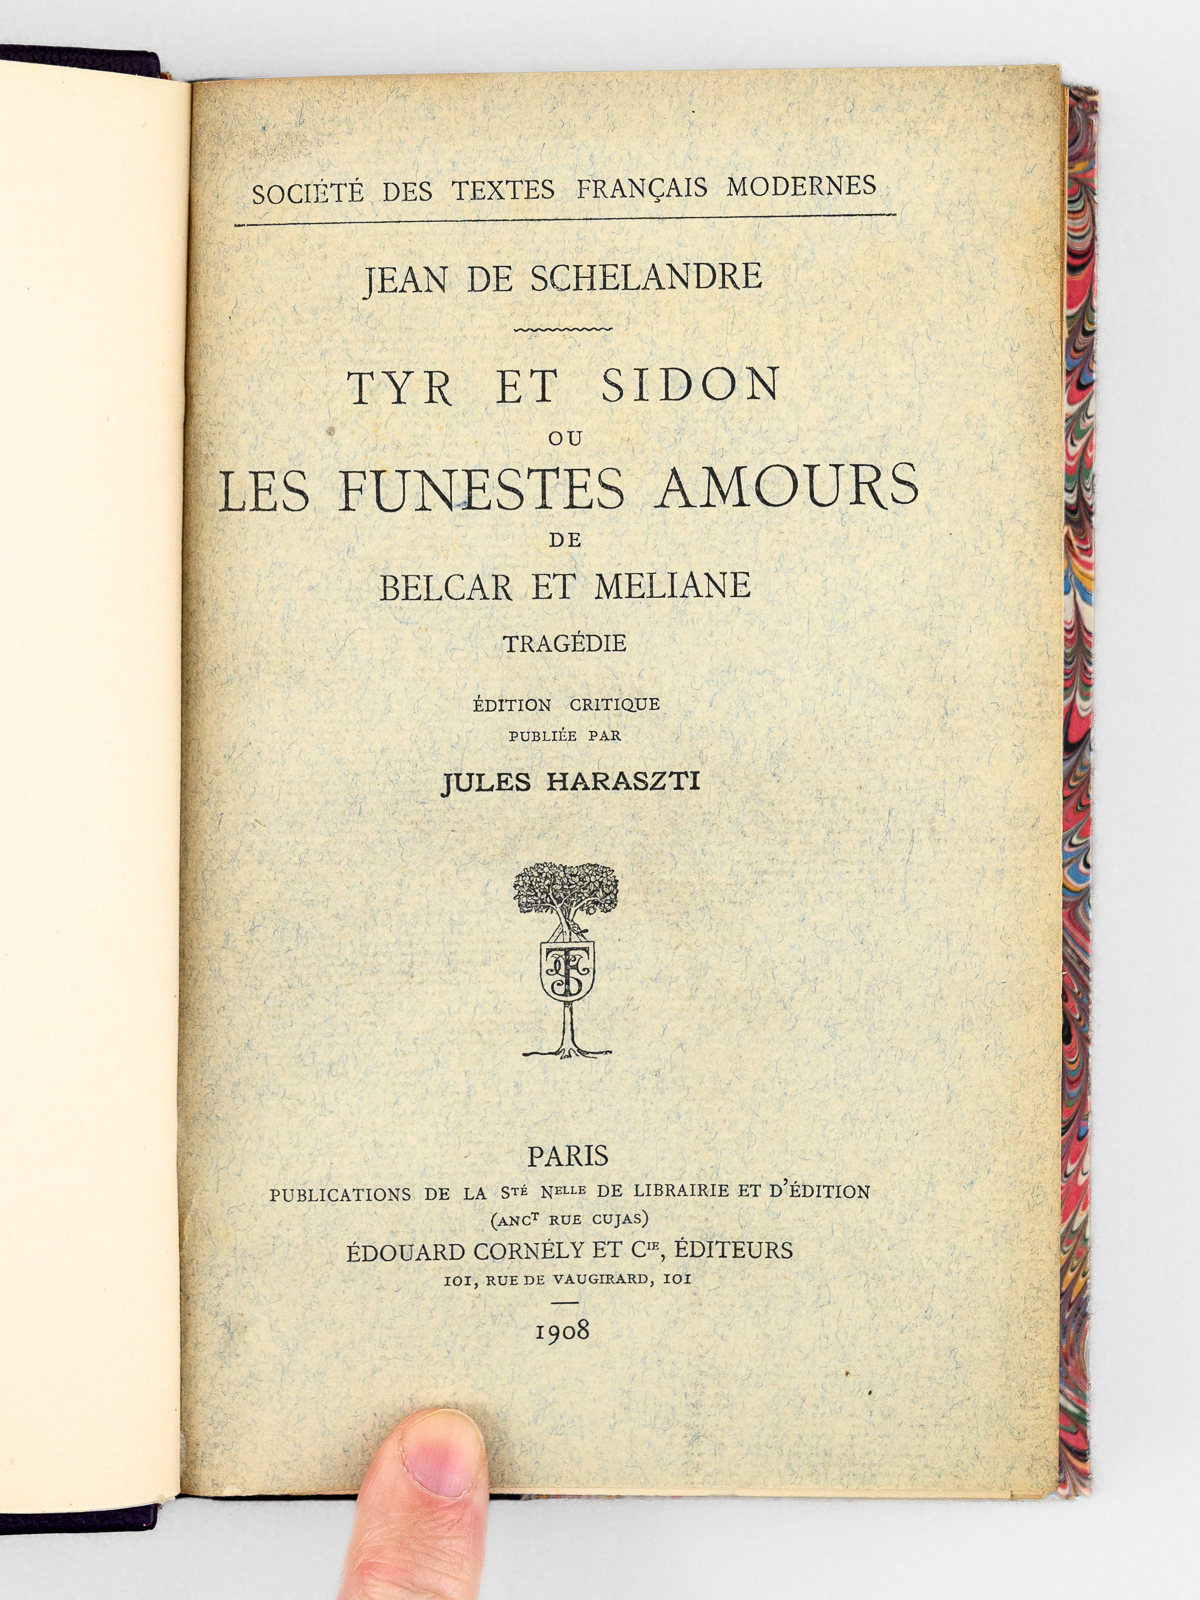 SOCIÉTÉ DES TEXTES FRANÇAIS MODERNES
JEAN DE SCHELANDRE
TYR ET SIDON
OU
LES FUNESTES AMOURS
DE
BELCAR ET MELIANE
TRAGÉDIE
ÉDITION CRITIQUE
PUBLIÉE PAR
JULES HARASZTI
PARIS
PUBLICATIONS DE LA STÉ NELLE DE LIBRAIRIE ET D'ÉDITION
(ANCT RUE CUJAS)
ÉDOUARD CORNÉLY ET CIE, ÉDITEURS
101, RUE DE VAUGIRARD, 101
1908